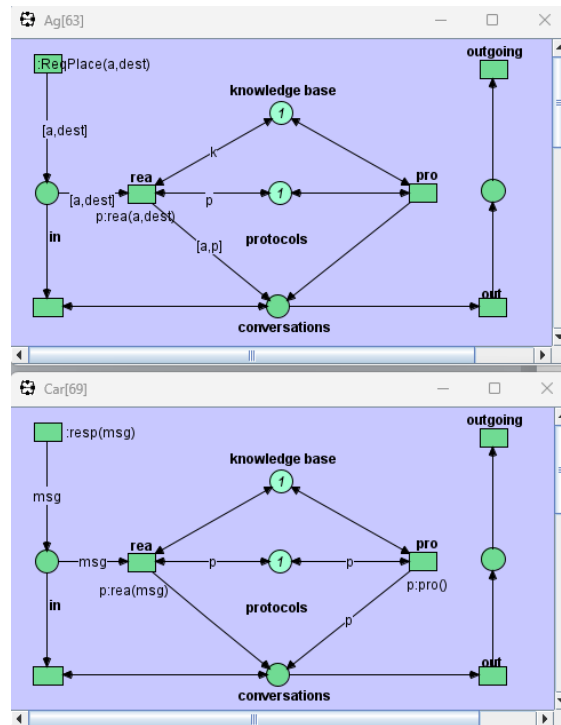 Ag[63]
:ReqPlace(a,dest)
outgoing
knowledge base
1
[a,dest]
k
rea
pro
[a,dest]
p
1
p:rea(a,dest)
in
[a,p]
protocols
out
conversations
Car[69]
:resp(msg)
outgoing
knowledge base
1
msg
rea
pro
msg
p
1
p
p:rea(msg)
p:pro()
in
protocols
p
out
conversations